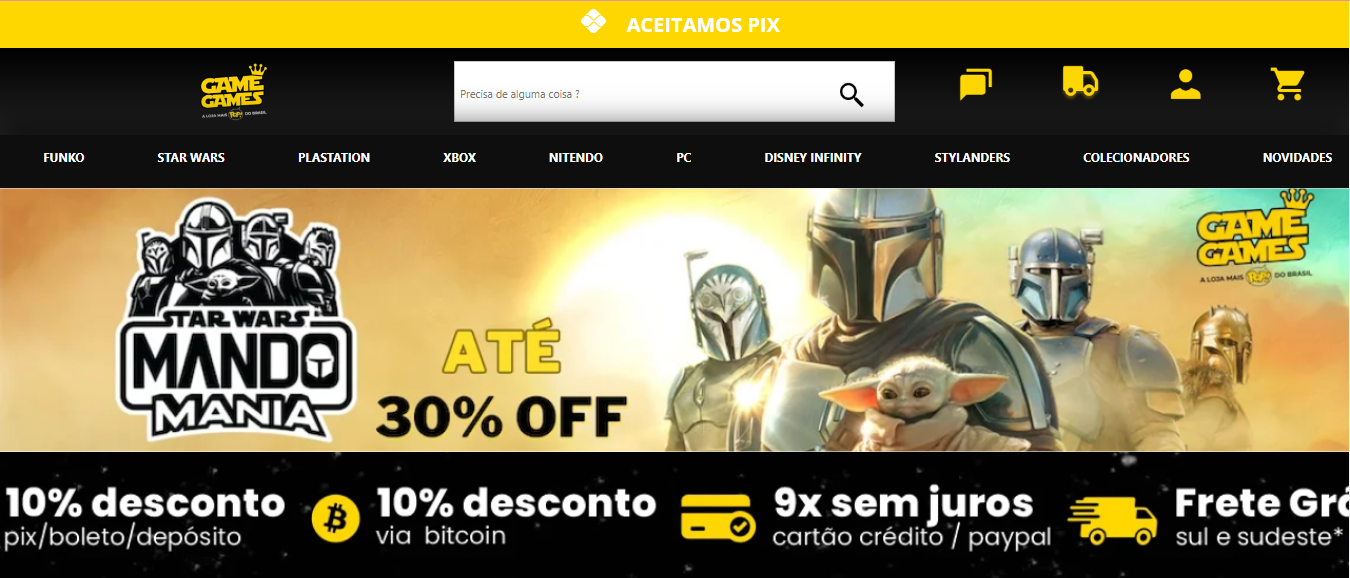 ACEITAMOS PIX
GAME
GAMES
A LOJA MAIS POP! DO BRASIL
Precisa de alguma coisa ?
FUNKO
STAR WARS
PLASTATION
XBOX
NITENDO
PC
DISNEY INFINITY
STYLANDERS
COLECIONADORES
NOVIDADES
STAR WARS
MANDO
MANIA
ATÉ
30% OFF
GAME
GAMES
A LOJA MAIS POP! DO BRASIL
10% desconto
pix/boleto/depósito
10% desconto
via bitcoin
9x sem juros
cartão crédito / paypal
Frete Grá
sul e sudeste*